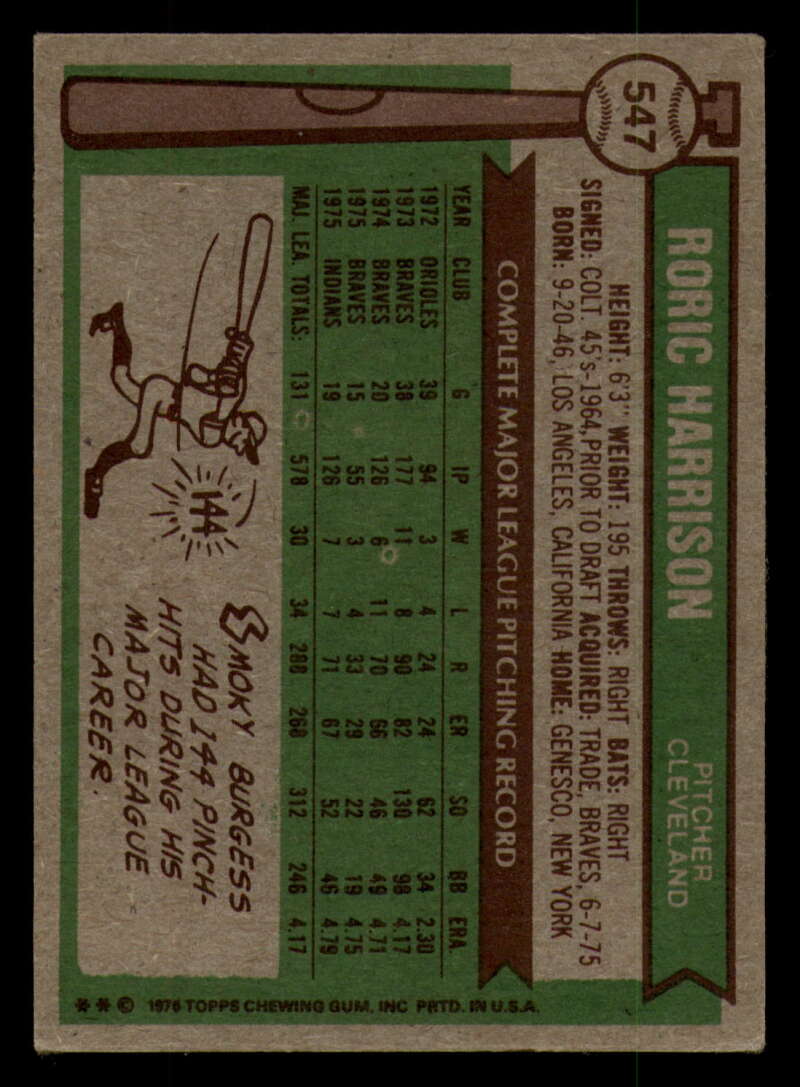 547
RORIC HARRISON
PITCHER
CLEVELAND
HEIGHT: 6'3" WEIGHT: 195 THROWS: RIGHT BATS: RIGHT
SIGNED: COLT. 45's-1964, PRIOR TO DRAFT ACQUIRED: TRADE, BRAVES, 6-7-75
BORN: 9-20-46, LOS ANGELES, CALIFORNIA HOME: GENESCO, NEW YORK
COMPLETE MAJOR LEAGUE PITCHING RECORD
YEAR CLUB G IP W L R ER SO BB ERA.
1972 ORIOLES 39 94 3 4 24 24 62 34 2.30
1973 BRAVES 38 177 11 8 90 82 130 98 4.17
1974 BRAVES 20 126 6 11 70 66 46 49 4.71
1975 BRAVES 15 55 3 4 33 29 22 19 4.75
1975 INDIANS 19 126 7 7 71 67 52 46 4.79
MAJ. LEA. TOTALS: 131 578 30 34 288 268 312 246 4.17
144
SMOKY BURGESS
HAD 144 PINCH-
HITS DURING HIS
MAJOR LEAGUE
CAREER.
** © 1976 TOPPS CHEWING GUM, INC PRTD. IN U.S.A.